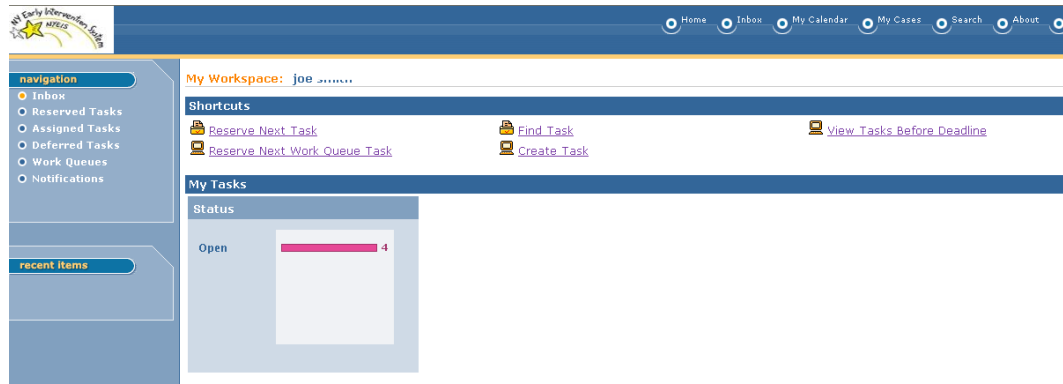 NY Early Intervention System
NYEIS
Home Inbox My Calendar My Cases Search About
navigation
Inbox
Reserved Tasks
Assigned Tasks
Deferred Tasks
Work Queues
Notifications
recent items
My Workspace: joe
Shortcuts
Reserve Next Task Find Task View Tasks Before Deadline
Reserve Next Work Queue Task Create Task
My Tasks
Status
Open 4